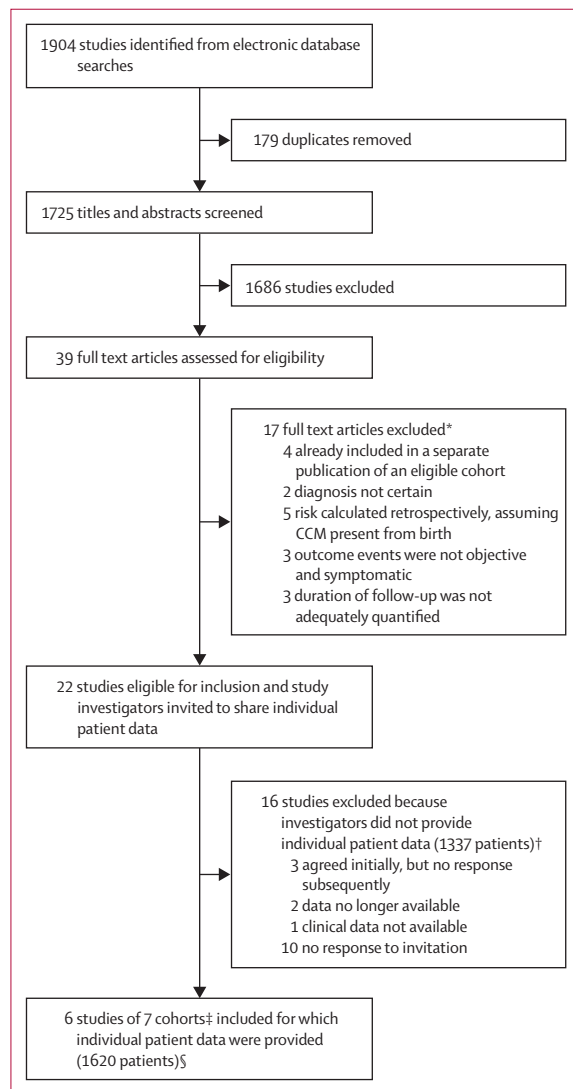 1904 studies identified from electronic database
searches
179 duplicates removed
1725 titles and abstracts screened
1686 studies excluded
39 full text articles assessed for eligibility
17 full text articles excluded*
4 already included in a separate
publication of an eligible cohort
2 diagnosis not certain
5 risk calculated retrospectively, assuming
CCM present from birth
3 outcome events were not objective
and symptomatic
3 duration of follow-up was not
adequately quantified
22 studies eligible for inclusion and study
investigators invited to share individual
patient data
16 studies excluded because
investigators did not provide
individual patient data (1337 patients)†
3 agreed initially, but no response
subsequently
2 data no longer available
1 clinical data not available
10 no response to invitation
6 studies of 7 cohorts‡ included for which
individual patient data were provided
(1620 patients)§